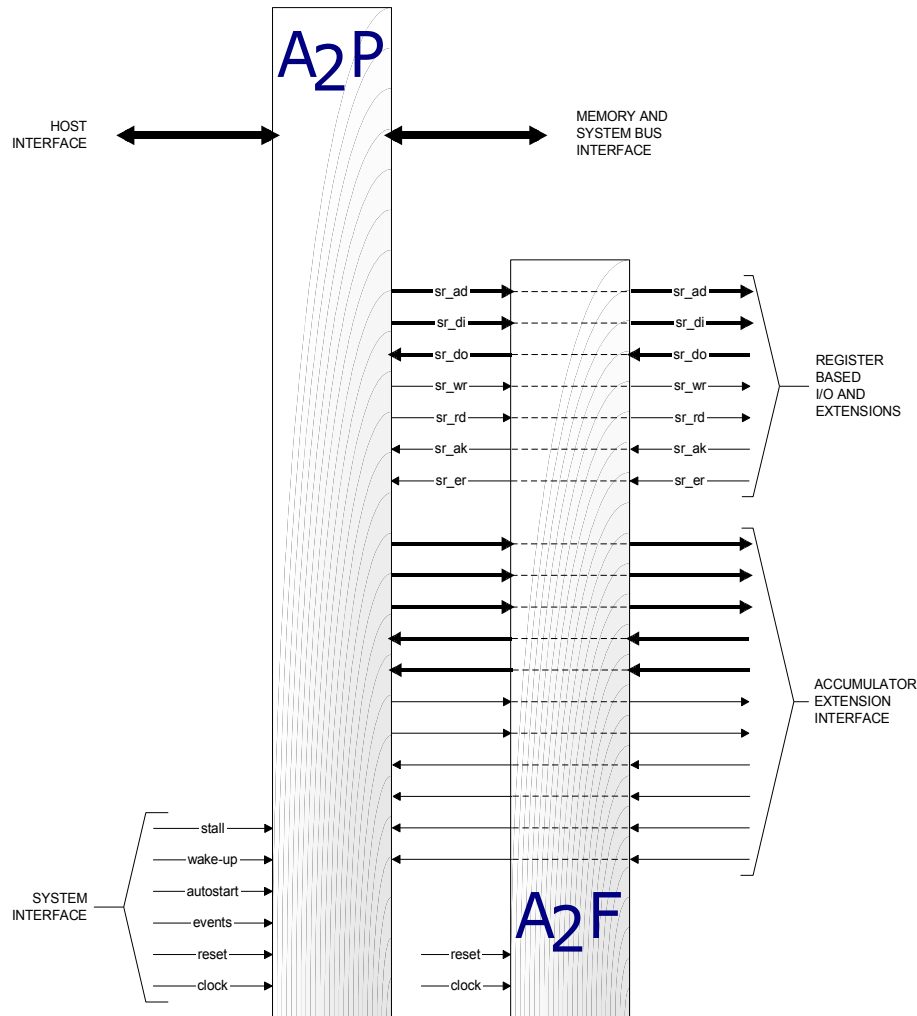 A2P
HOST
INTERFACE
MEMORY AND
SYSTEM BUS
INTERFACE
sr_ad sr_ad
sr_di sr_di
sr_do sr_do
sr_wr sr_wr
sr_rd sr_rd
sr_ak sr_ak
sr_er sr_er
REGISTER
BASED
I/O AND
EXTENSIONS
ACCUMULATOR
EXTENSION
INTERFACE
SYSTEM
INTERFACE
stall
wake-up
autostart
events
reset
clock
A2F
reset
clock